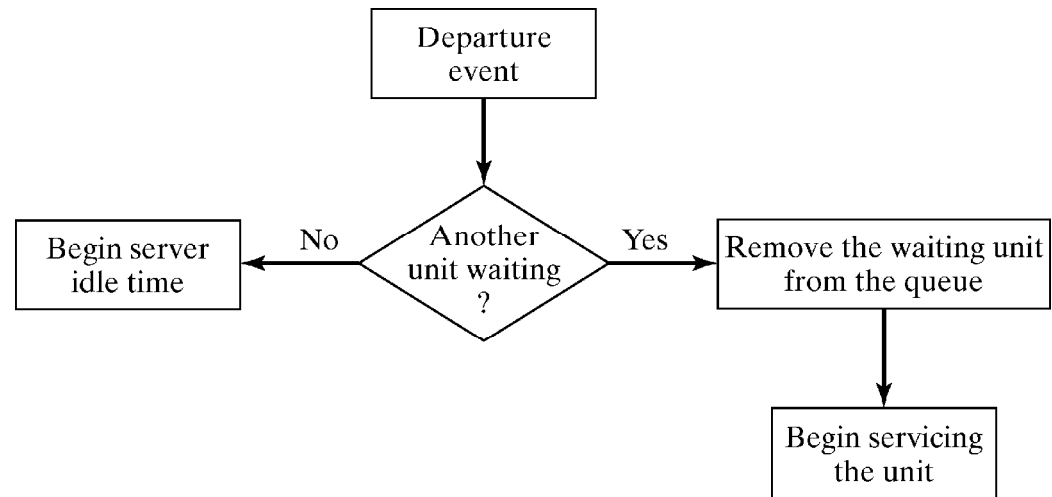 Departure
event
No
Another
unit waiting
?
Yes
Begin server
idle time
Remove the waiting unit
from the queue
Begin servicing
the unit